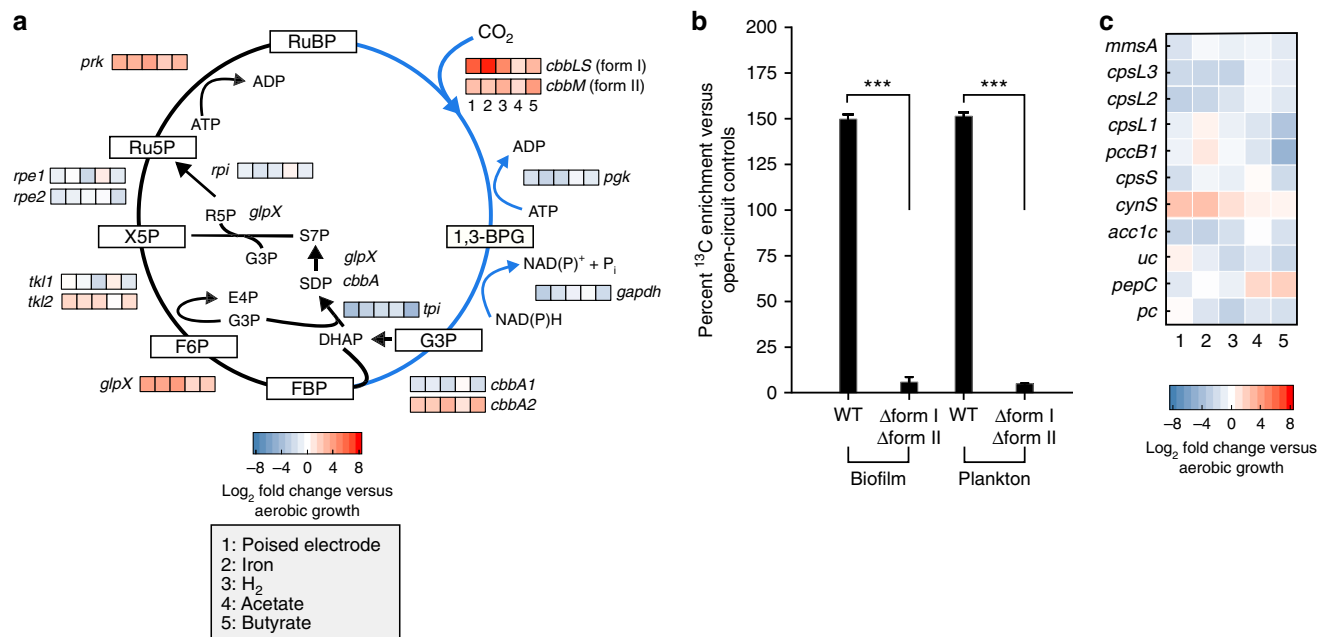 a
RuBP
CO2
prk
ADP
ATP
cbbLS (form I)
cbbM (form II)
1 2 3 4 5
Ru5P
rpe1
rpe2
rpi
ADP
ATP
pgk
R5P
glpX
X5P
S7P
G3P
1,3-BPG
glpX
cbbA
SDP
NAD(P)+ + Pi
gapdh
NAD(P)H
tkl1
tkl2
E4P
G3P
tpi
DHAP
G3P
F6P
glpX
FBP
cbbA1
cbbA2
−8 −4 0 4 8
Log2 fold change versus
aerobic growth
1: Poised electrode
2: Iron
3: H2
4: Acetate
5: Butyrate
b
Percent 13C enrichment versus
open-circuit controls
200
175
150
125
100
75
50
25
0
***
***
WT
Δform I
Δform II
WT
Δform I
Δform II
Biofilm
Plankton
c
mmsA
cpsL3
cpsL2
cpsL1
pccB1
cpsS
cynS
acc1c
uc
pepC
pc
1 2 3 4 5
−8 −4 0 4 8
Log2 fold change versus
aerobic growth